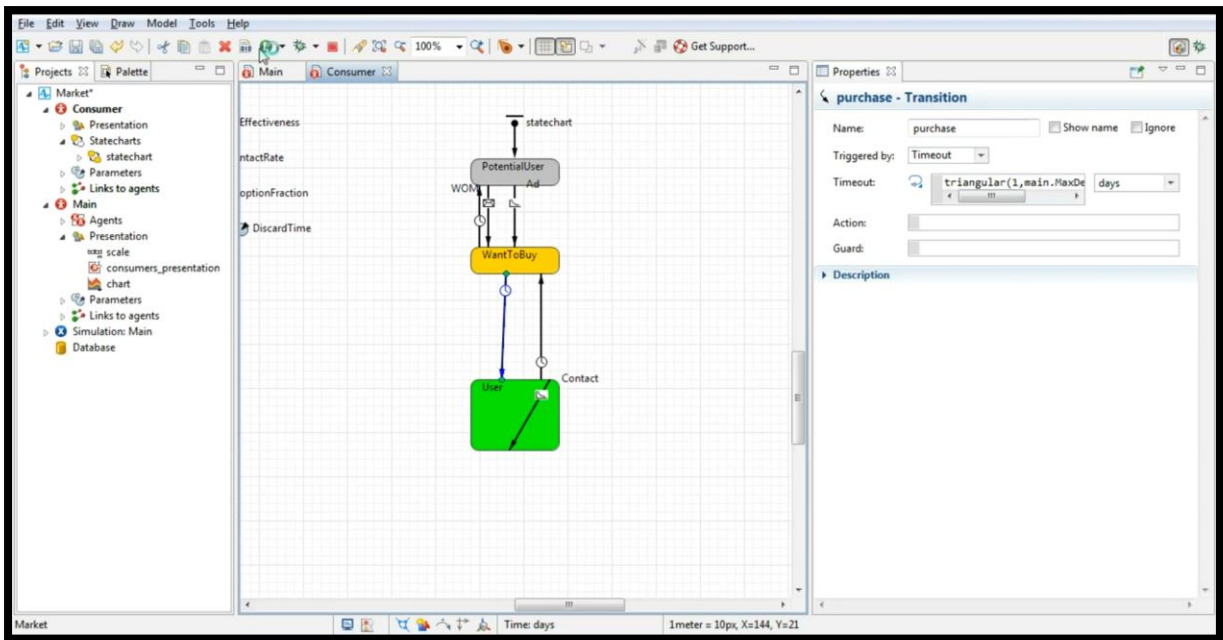 File Edit View Draw Model Tools Help
100% Get Support...
Projects Palette
Main Consumer
Properties
Market*
Consumer
Presentation
Statecharts
statechart
Parameters
Links to agents
Main
Agents
Presentation
scale
consumers_presentation
chart
Parameters
Links to agents
Simulation: Main
Database
Effectiveness
ntactRate
optionFraction
DiscardTime
statechart
PotentialUser
WOM
Ad
WantToBuy
User
Contact
purchase - Transition
Name: purchase Show name Ignore
Triggered by: Timeout
Timeout: triangular(1,main.MaxDe days
Action:
Guard:
Description
Market Time: days 1meter = 10px, X=144, Y=21